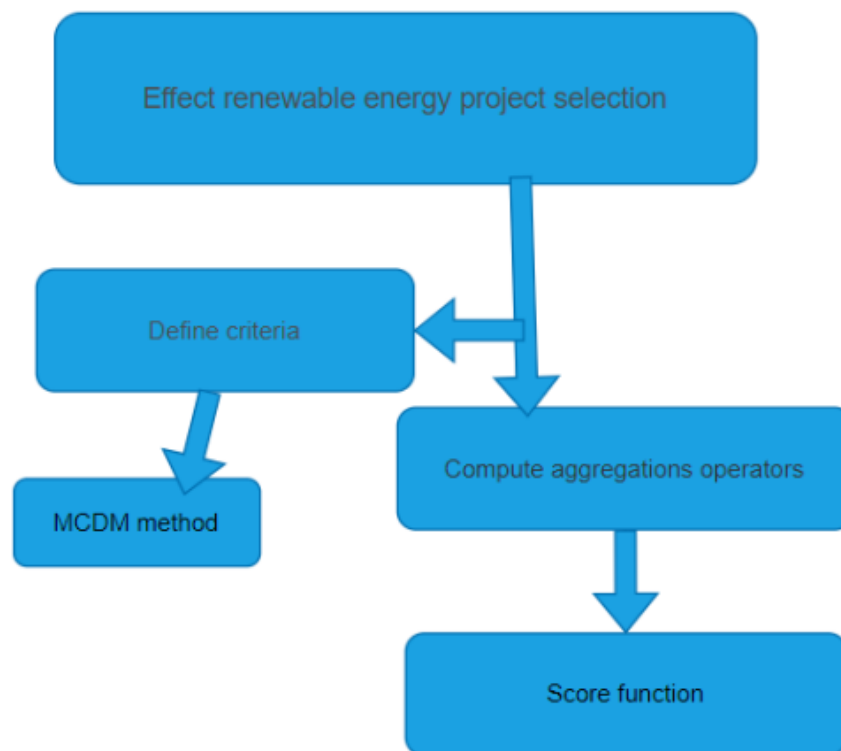 Effect renewable energy project selection
Define criteria
Compute aggregations operators
MCDM method
Score function